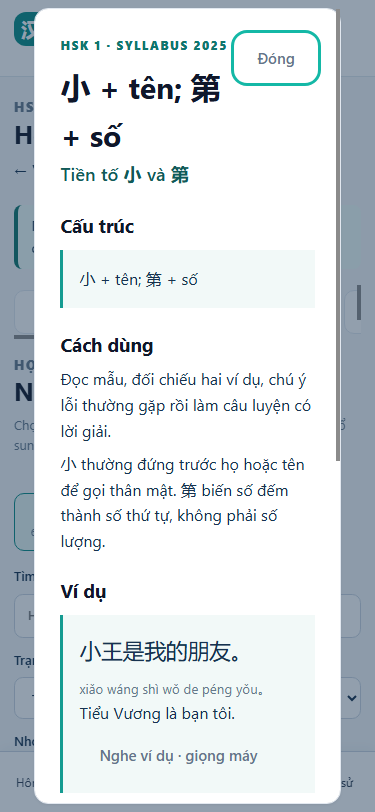 HSK 1 · SYLLABUS 2025
Đóng
小 + tên; 第
+ số
Tiền tố 小 và 第
Cấu trúc
小 + tên; 第 + số
Cách dùng
Đọc mẫu, đối chiếu hai ví dụ, chú ý
lỗi thường gặp rồi làm câu luyện có
lời giải.
小 thường đứng trước họ hoặc tên
để gọi thân mật. 第 biến số đếm
thành số thứ tự, không phải số
lượng.
Ví dụ
小王是我的朋友。
xiǎo wáng shì wǒ de péng yǒu。
Tiểu Vương là bạn tôi.
Nghe ví dụ · giọng máy